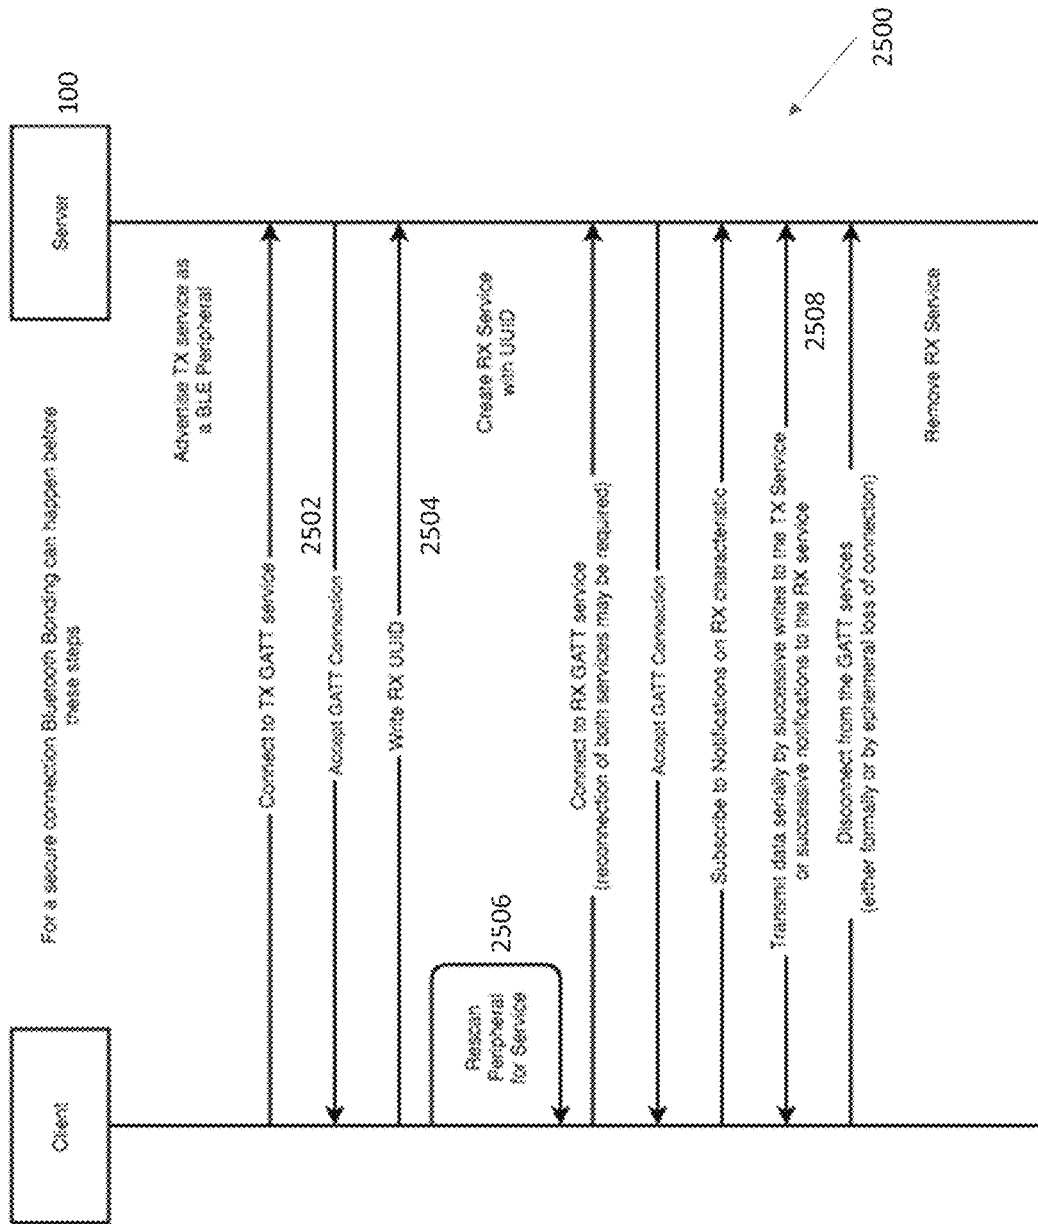 Client
Server
100
For a secure connection Bluetooth Bonding can happen before
these steps
Advertise TX service as
a BLE Peripheral
Connect to TX GATT service
2502
Accept GATT Connection
Write RX UUID
2504
Rescan
Peripheral
for Service
2506
Create RX Service
with UUID
Connect to RX GATT service
(reconnection of both services may be required)
Accept GATT Connection
Subscribe to Notifications on RX characteristic
Transmit data serially by successive writes to the TX Service
or successive notifications to the RX service
2508
Disconnect from the GATT services
(either formally or by ephemeral loss of connection)
Remove RX Service
2500